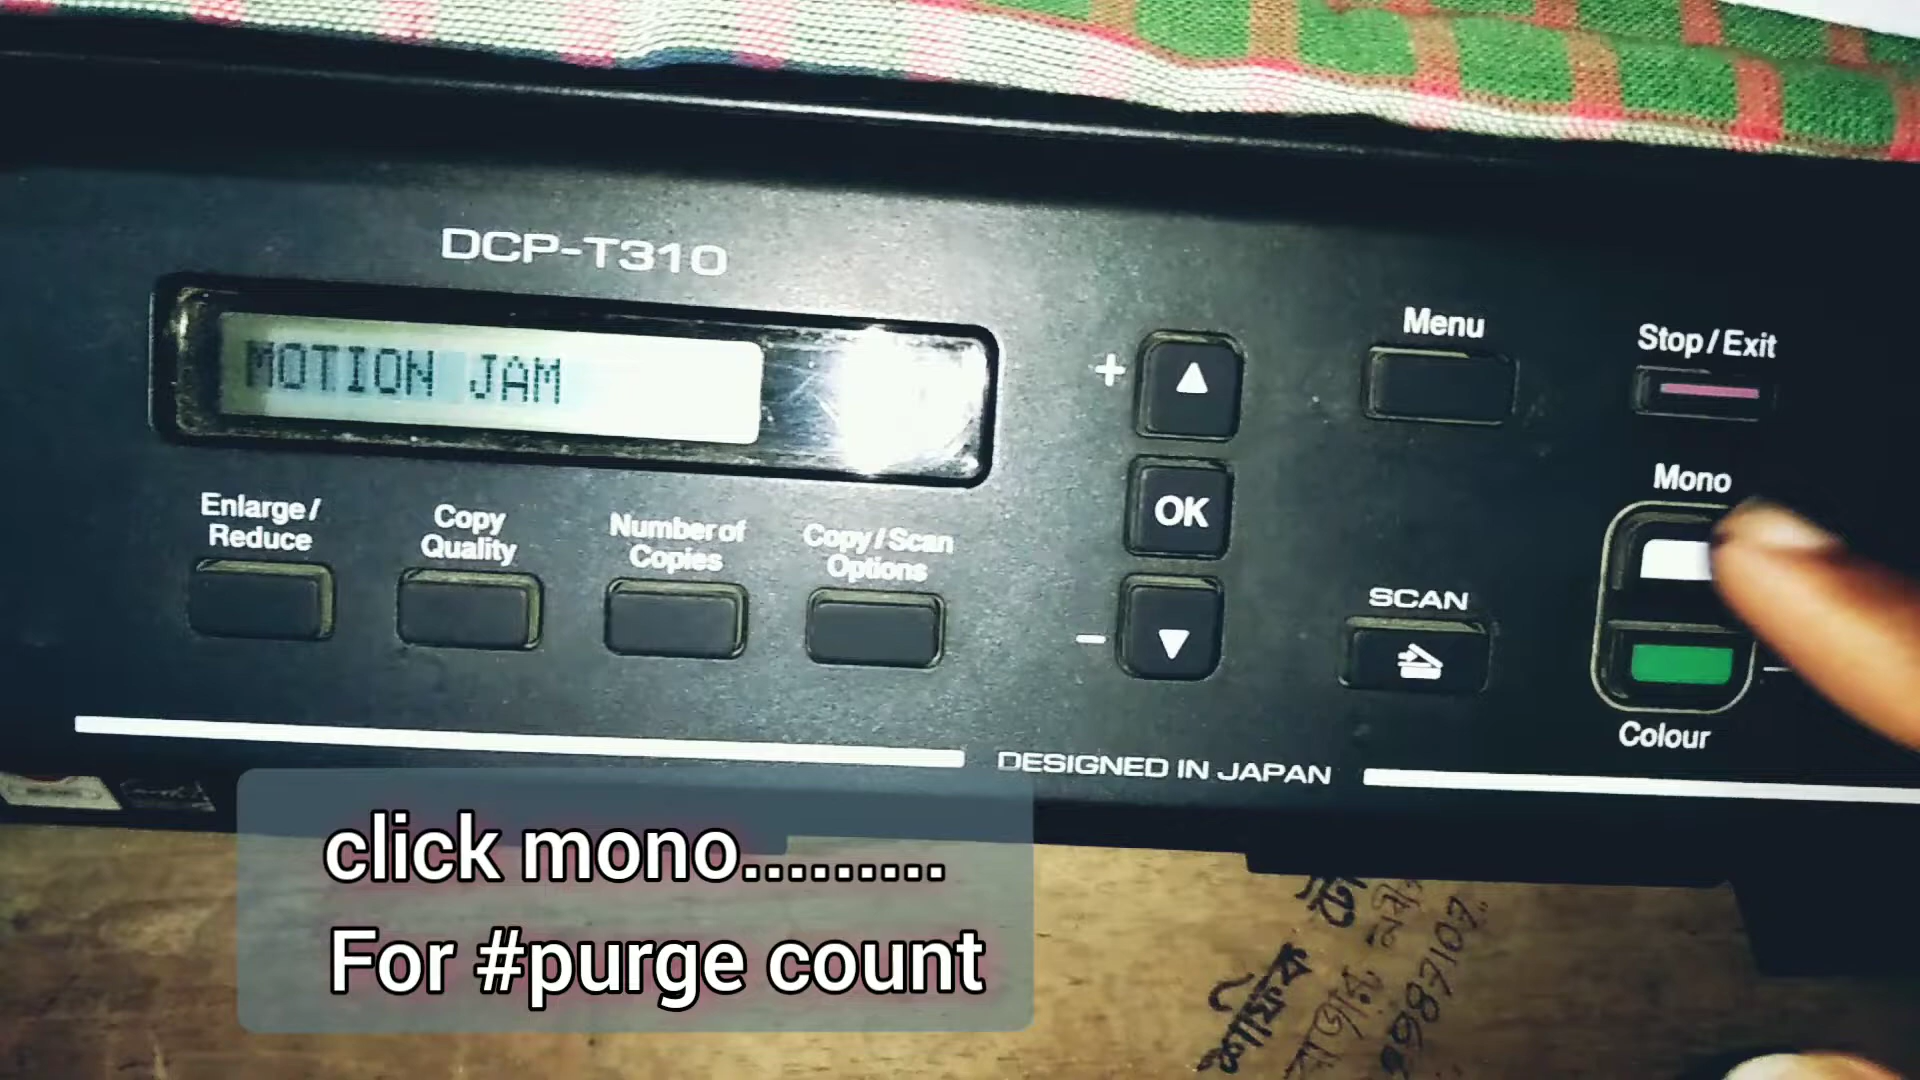 DCP-T310
MOTION JAM
Menu
Stop/Exit
+
OK
-
Mono
Enlarge/
Reduce
Copy
Quality
Number of
Copies
Copy/Scan
Options
SCAN
Colour
DESIGNED IN JAPAN
click mono.........
For #purge count